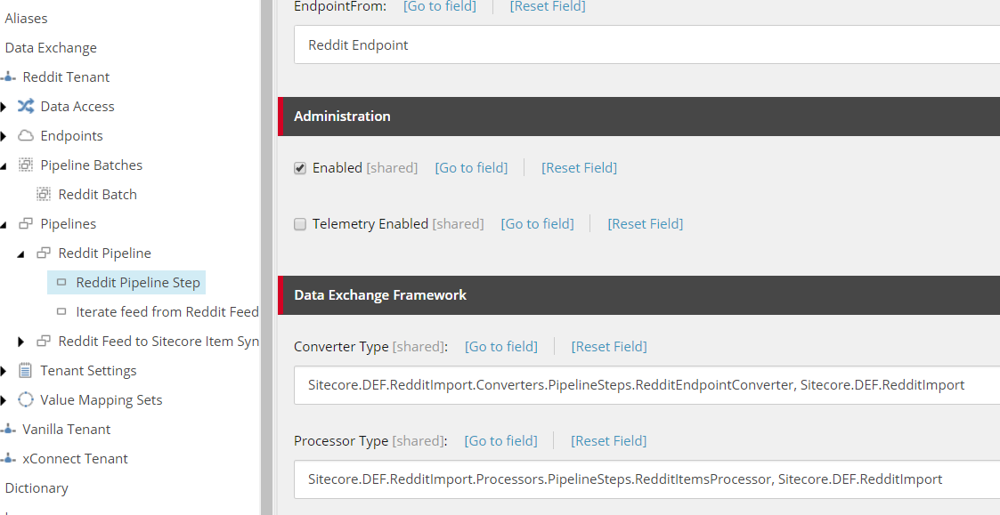 Aliases
Data Exchange
Reddit Tenant
Data Access
Endpoints
Pipeline Batches
Reddit Batch
Pipelines
Reddit Pipeline
Reddit Pipeline Step
Iterate feed from Reddit Feed
Reddit Feed to Sitecore Item Syn
Tenant Settings
Value Mapping Sets
Vanilla Tenant
xConnect Tenant
Dictionary
EndpointFrom: [Go to field] [Reset Field]
Reddit Endpoint
Administration
Enabled [shared] [Go to field] [Reset Field]
Telemetry Enabled [shared] [Go to field] [Reset Field]
Data Exchange Framework
Converter Type [shared]: [Go to field] [Reset Field]
Sitecore.DEF.RedditImport.Converters.PipelineSteps.RedditEndpointConverter, Sitecore.DEF.RedditImport
Processor Type [shared]: [Go to field] [Reset Field]
Sitecore.DEF.RedditImport.Processors.PipelineSteps.RedditItemsProcessor, Sitecore.DEF.RedditImport